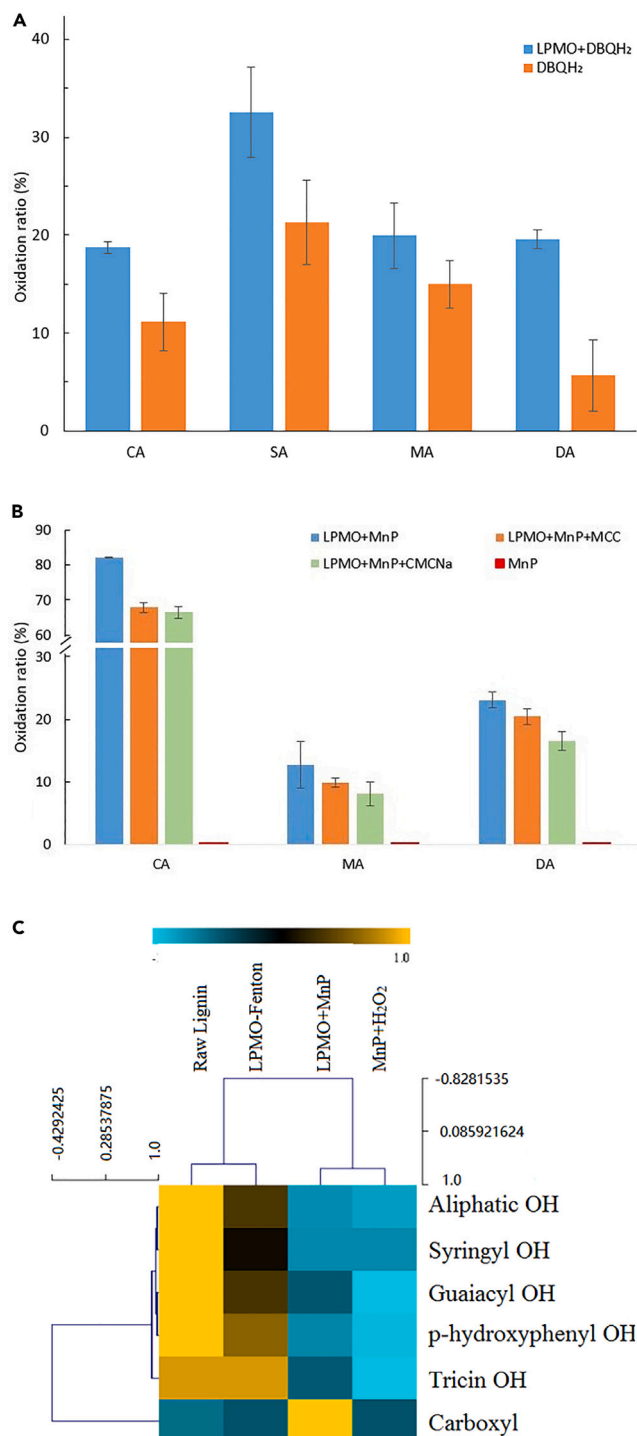 A
LPMO+DBQH₂
DBQH₂
Oxidation ratio (%)
40
30
20
10
0
CA SA MA DA
B
LPMO+MnP LPMO+MnP+MCC
LPMO+MnP+CMCNa MnP
Oxidation ratio (%)
90
80
70
60
30
20
10
0
CA MA DA
C
-1 1.0
Raw Lignin
LPMO-Fenton
LPMO+MnP
MnP+H₂O₂
-0.4292425
0.28537875
1.0
-0.8281535
0.085921624
1.0
Aliphatic OH
Syringyl OH
Guaiacyl OH
p-hydroxyphenyl OH
Tricin OH
Carboxyl